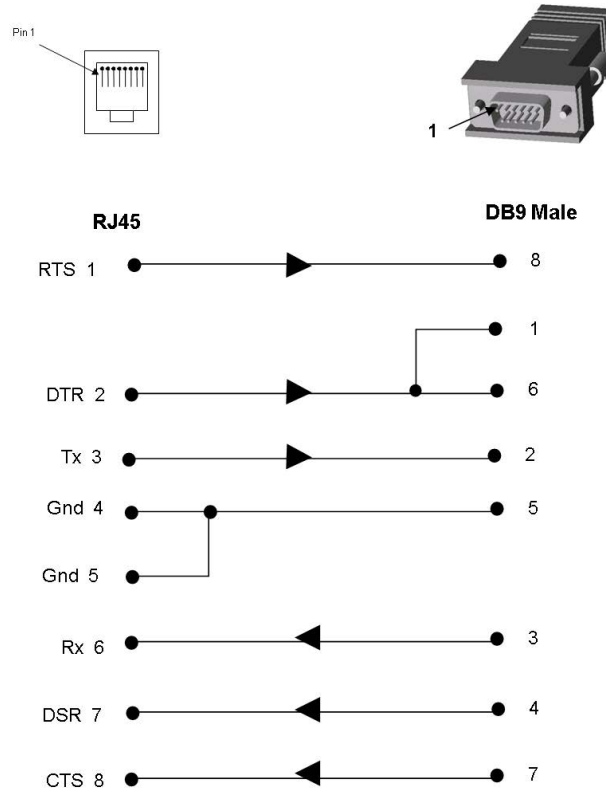 Pin 1
1
RJ45
DB9 Male
RTS 1
8
1
DTR 2
6
Tx 3
2
Gnd 4
5
Gnd 5
Rx 6
3
DSR 7
4
CTS 8
7